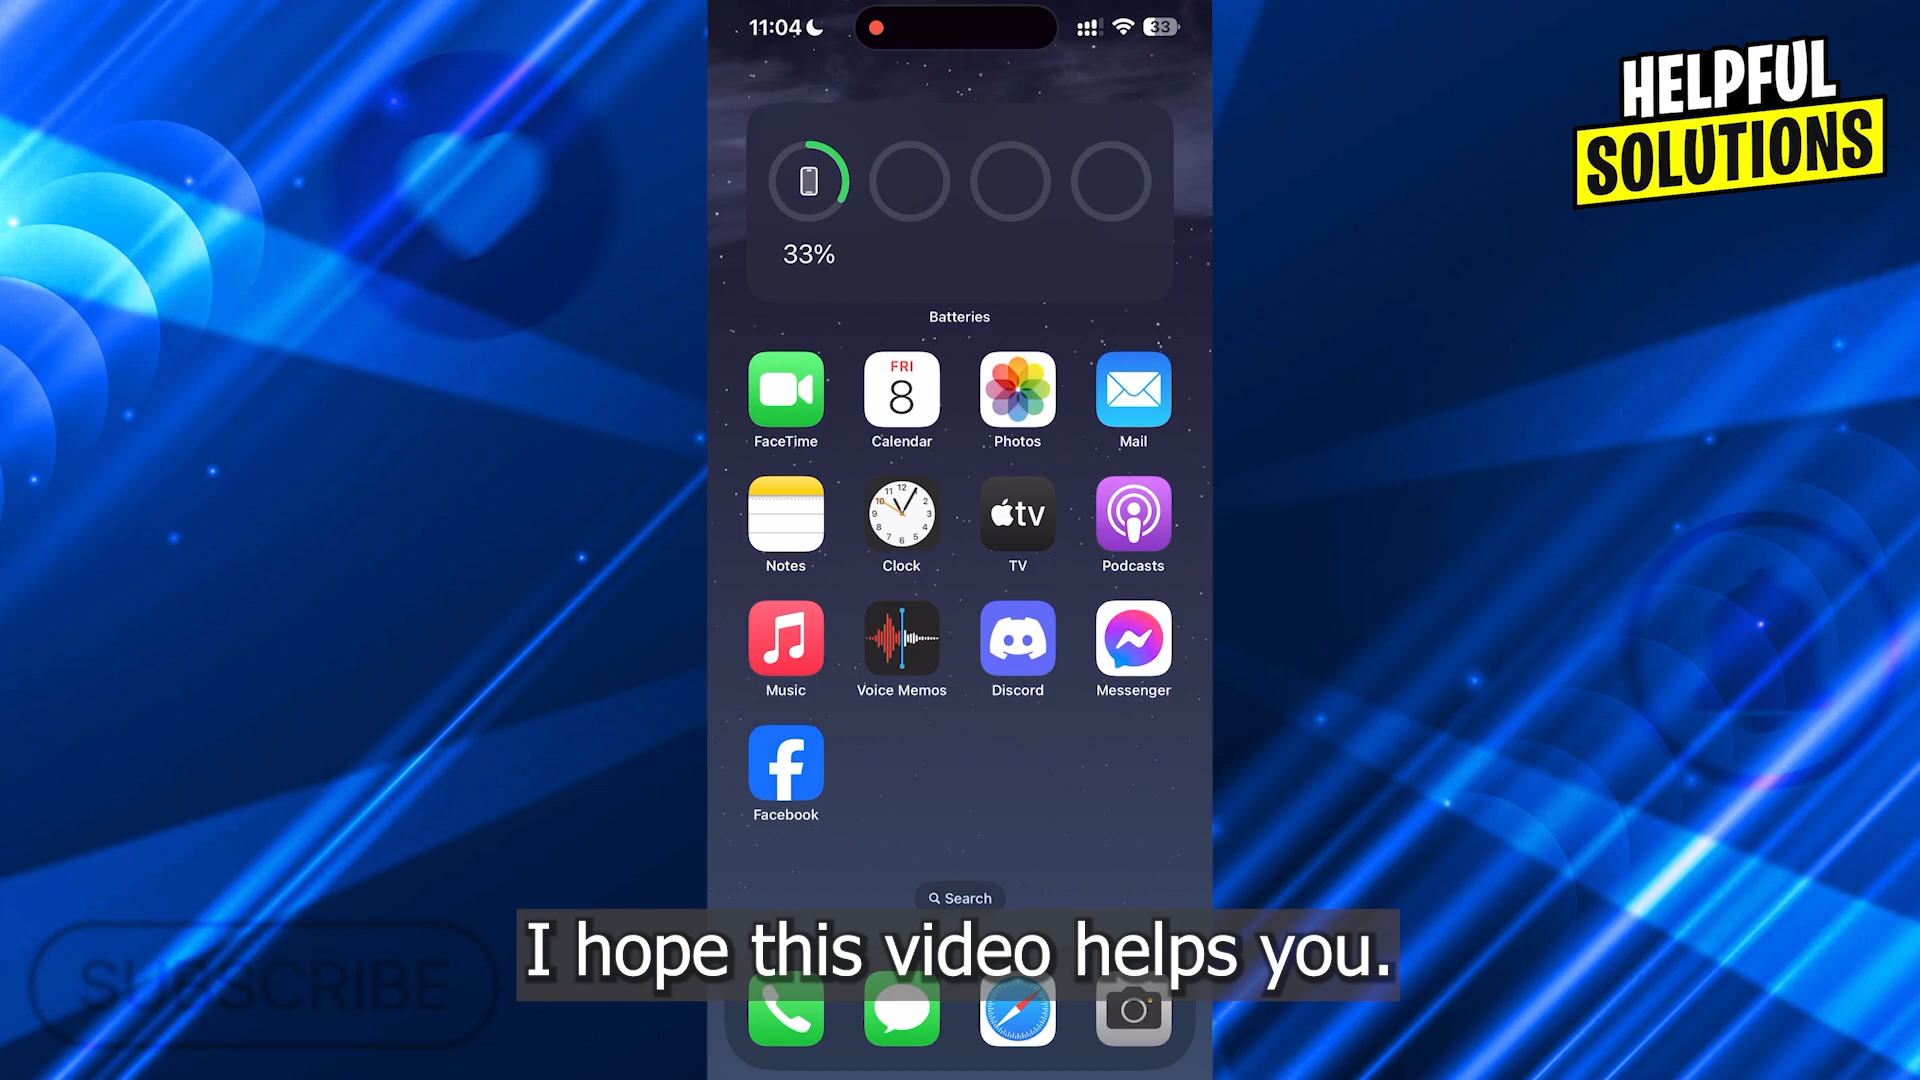 11:04
33
HELPFUL
SOLUTIONS
33%
Batteries
FRI
8
FaceTime
Calendar
Photos
Mail
tv
Notes
Clock
TV
Podcasts
Music
Voice Memos
Discord
Messenger
Facebook
Search
I hope this video helps you.
SUBSCRIBE